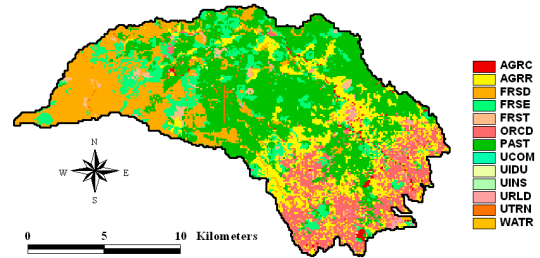 AGRC
AGRR
FRSD
FRSE
FRST
ORCD
PAST
UCOM
UIDU
UINS
URLD
UTRN
WATR
N
W E
S
0 5 10 Kilometers